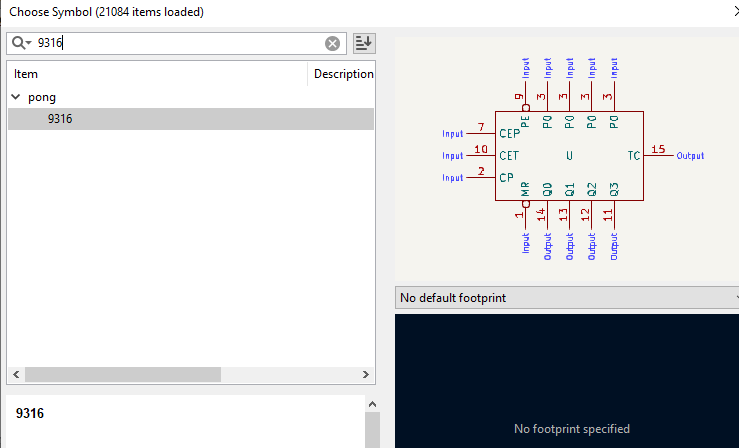 Choose Symbol (21084 items loaded)
9316
Item Description
pong
9316
Input Input Input Input Input
9 3 3 3 3
PE P0 P0 P0 P0
Input 7 CEP
Input 10 CET U TC 15 Output
Input 2 CP
MR Q0 Q1 Q2 Q3
1 14 13 12 11
Input Output Output Output Output
No default footprint
9316
No footprint specified